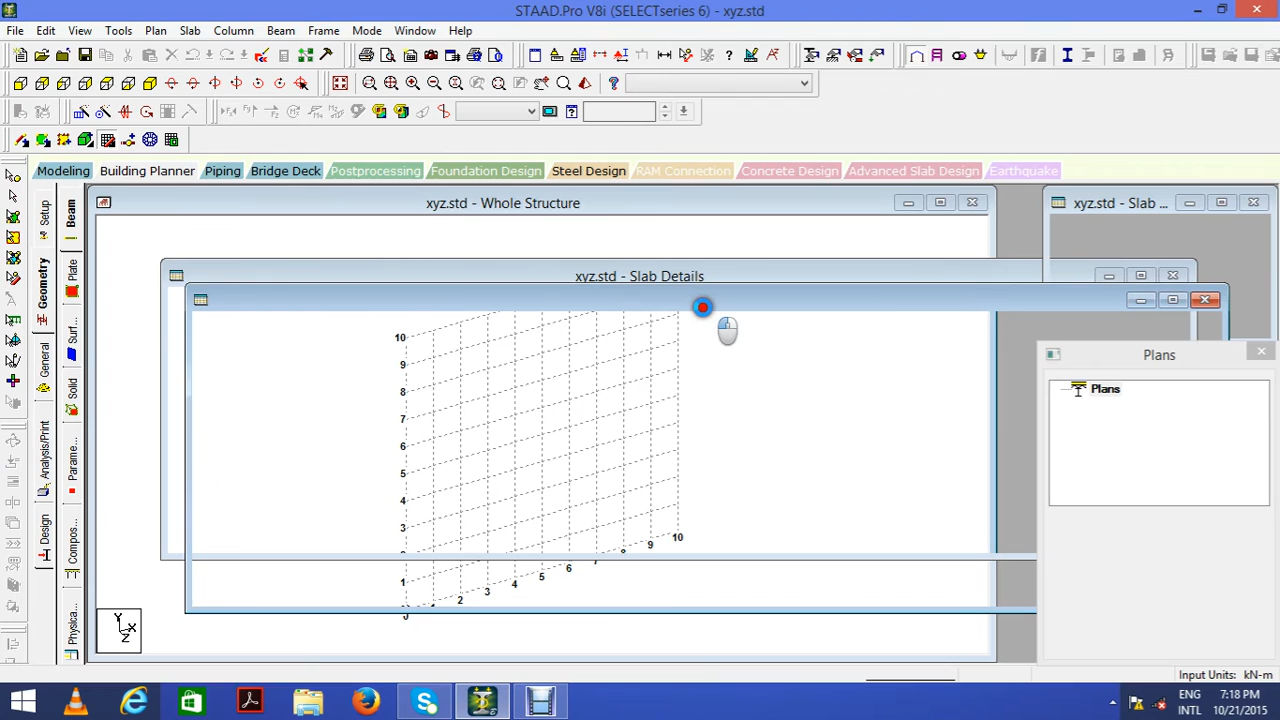 STAAD.Pro V8i (SELECTseries 6) - xyz.std
File Edit View Tools Plan Slab Column Beam Frame Mode Window Help
Modeling Building Planner Piping Bridge Deck Postprocessing Foundation Design Steel Design RAM Connection Concrete Design Advanced Slab Design Earthquake
xyz.std - Whole Structure
xyz.std - Slab ...
xyz.std - Slab Details
Setup
Geometry
General
Analysis/Print
Design
Beam
Plate
Surf...
Solid
Parame...
Compos...
Physica...
Plans
Plans
10
9
8
7
6
5
4
3
1
0
2
3
4
5
6
8
9
10
Y
X
Z
Input Units: kN-m
ENG
INTL
7:18 PM
10/21/2015